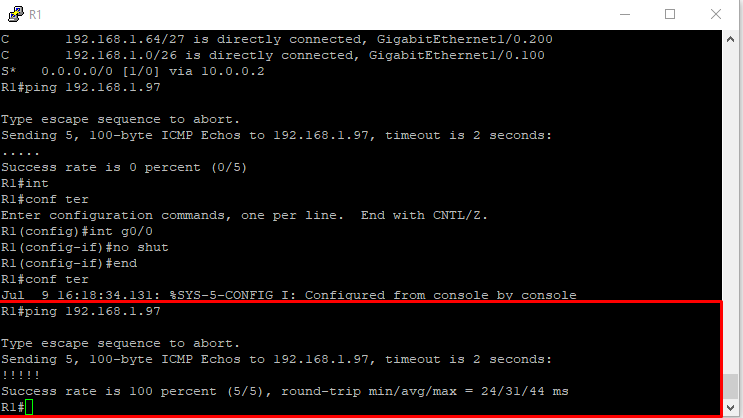 R1
C       192.168.1.64/27 is directly connected, GigabitEthernet1/0.200
C       192.168.1.0/26 is directly connected, GigabitEthernet1/0.100
S*   0.0.0.0/0 [1/0] via 10.0.0.2
R1#ping 192.168.1.97

Type escape sequence to abort.
Sending 5, 100-byte ICMP Echos to 192.168.1.97, timeout is 2 seconds:
.....
Success rate is 0 percent (0/5)
R1#int
R1#conf ter
Enter configuration commands, one per line.  End with CNTL/Z.
R1(config)#int g0/0
R1(config-if)#no shut
R1(config-if)#end
R1#conf ter
Jul  9 16:18:34.131: %SYS-5-CONFIG_I: Configured from console by console
R1#ping 192.168.1.97

Type escape sequence to abort.
Sending 5, 100-byte ICMP Echos to 192.168.1.97, timeout is 2 seconds:
!!!!!
Success rate is 100 percent (5/5), round-trip min/avg/max = 24/31/44 ms
R1#